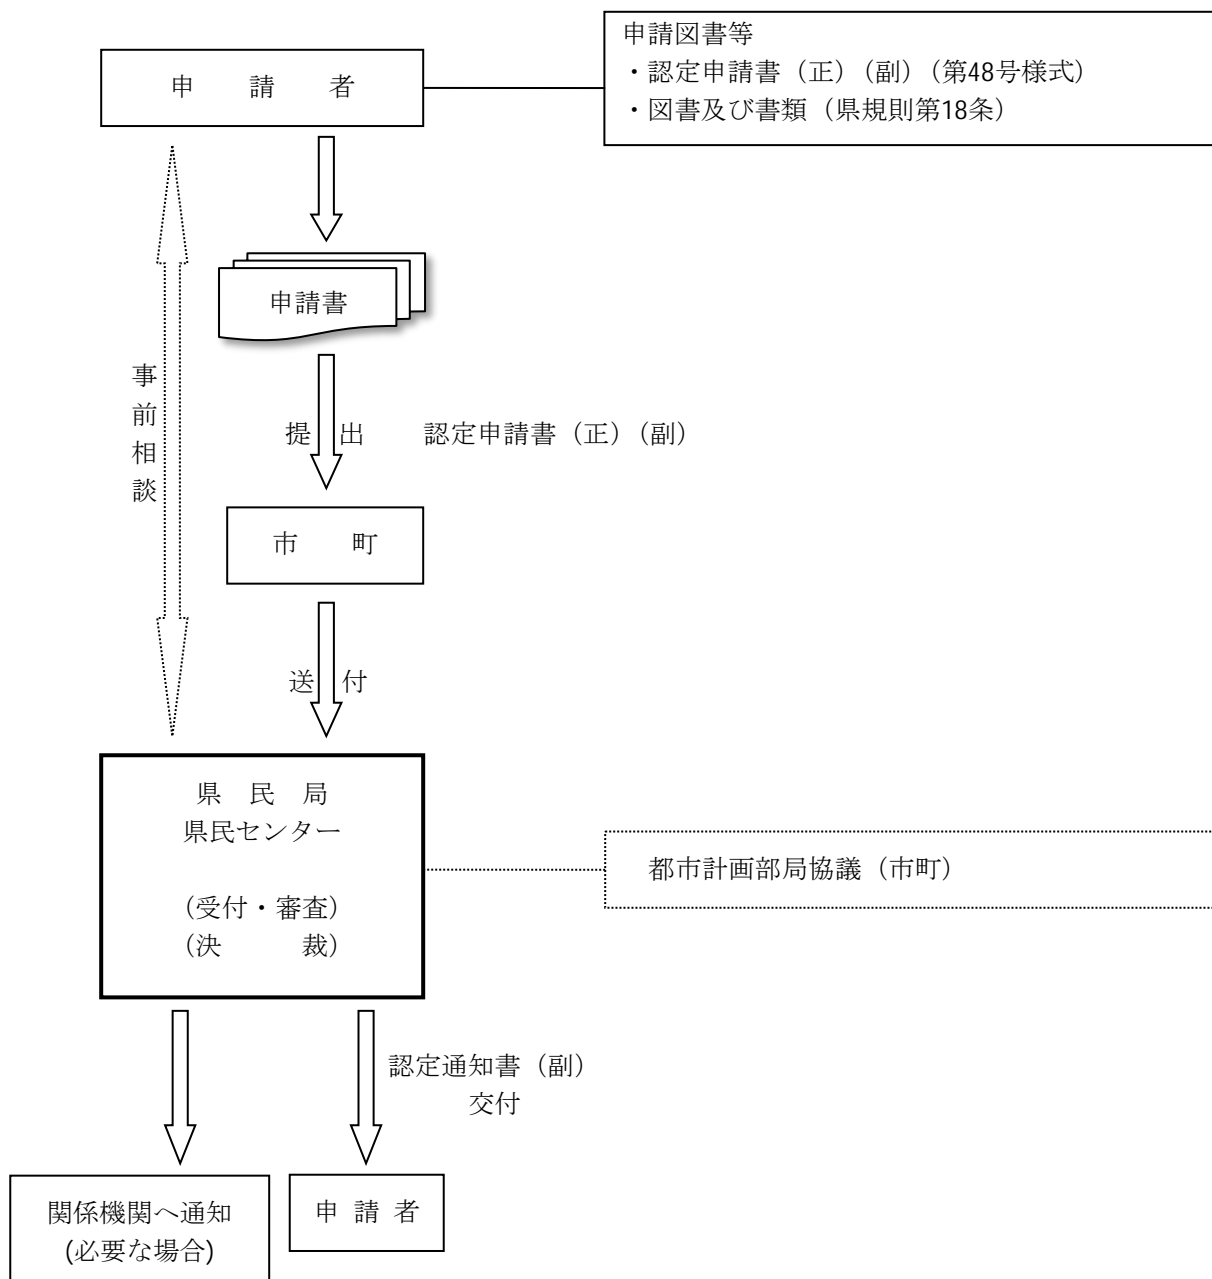 申請者
申請図書等
・認定申請書（正）（副）（第48号様式）
・図書及び書類（県規則第18条）
申請書
事前相談
提出
認定申請書（正）（副）
市町
送付
県民局
県民センター
（受付・審査）
（決裁）
都市計画部局協議（市町）
認定通知書（副）
交付
関係機関へ通知
(必要な場合)
申請者